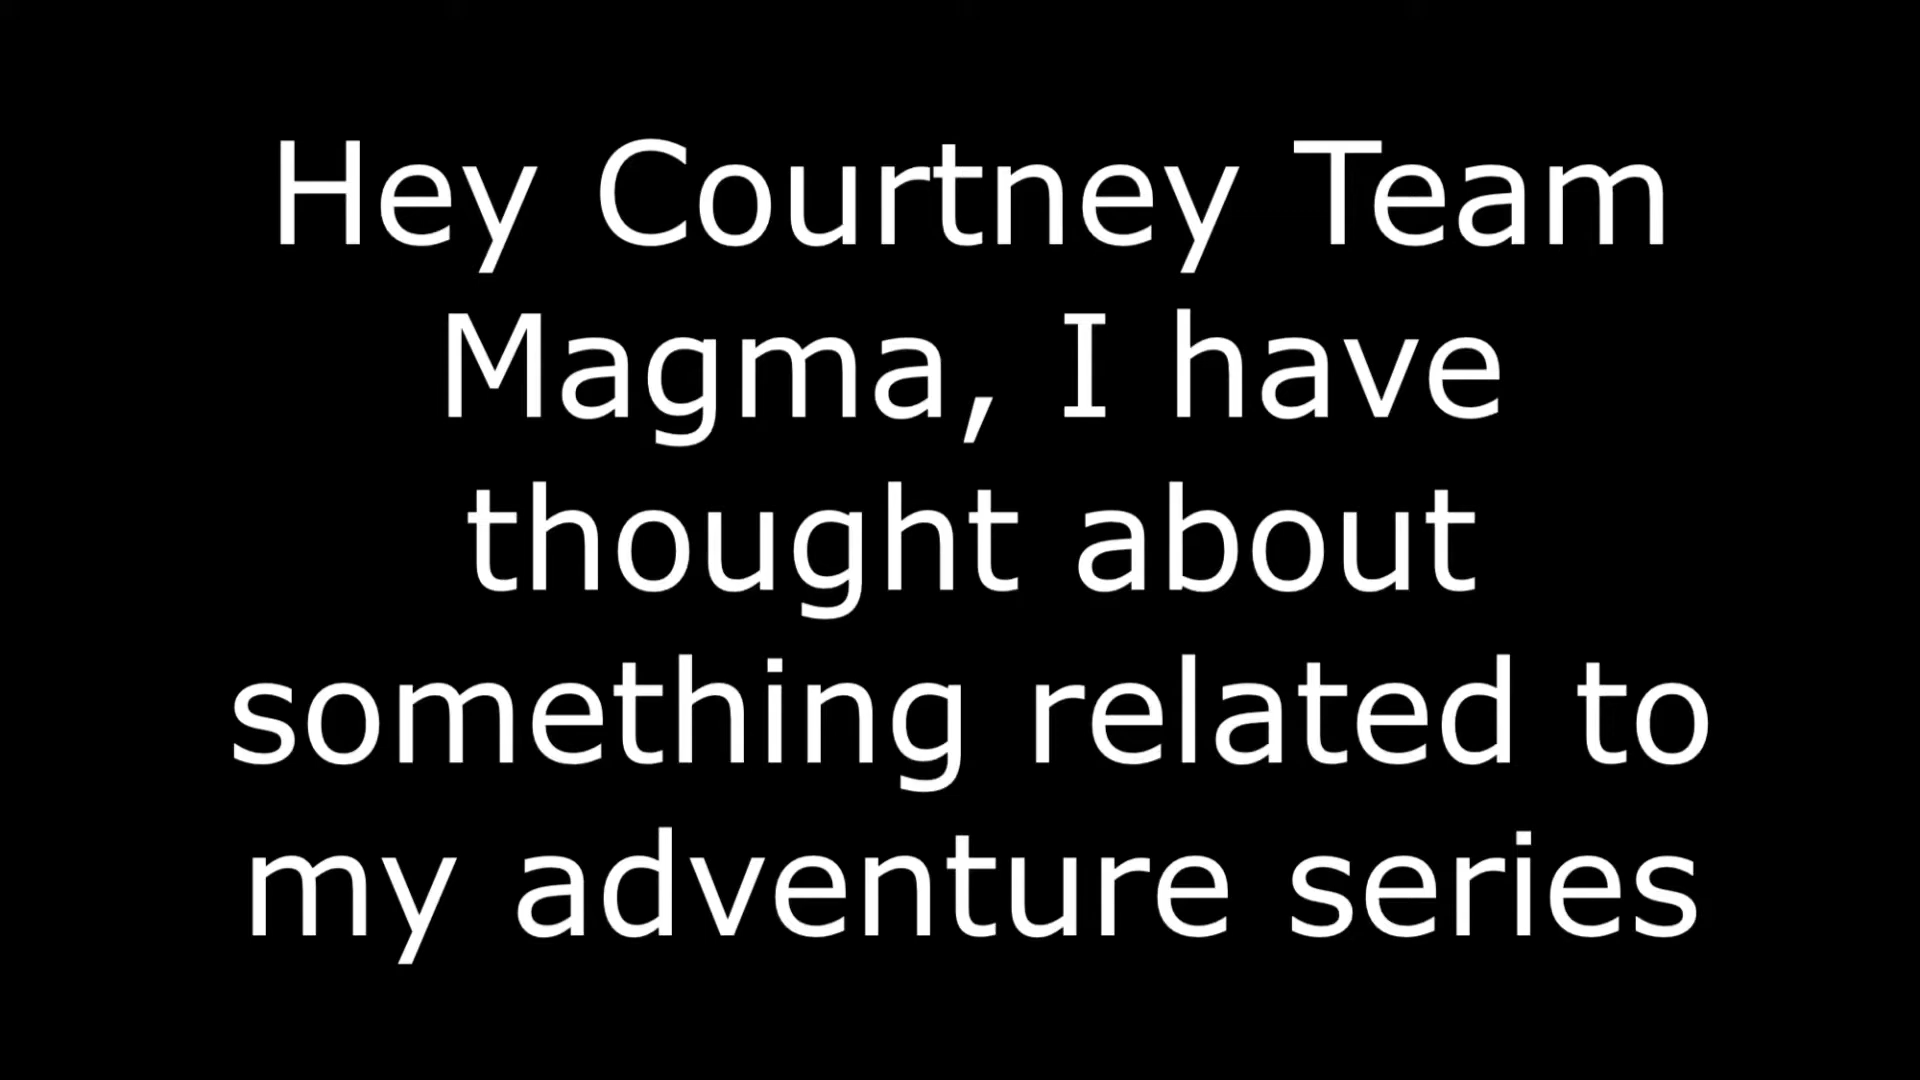 Hey Courtney Team
Magma, I have
thought about
something related to
my adventure series